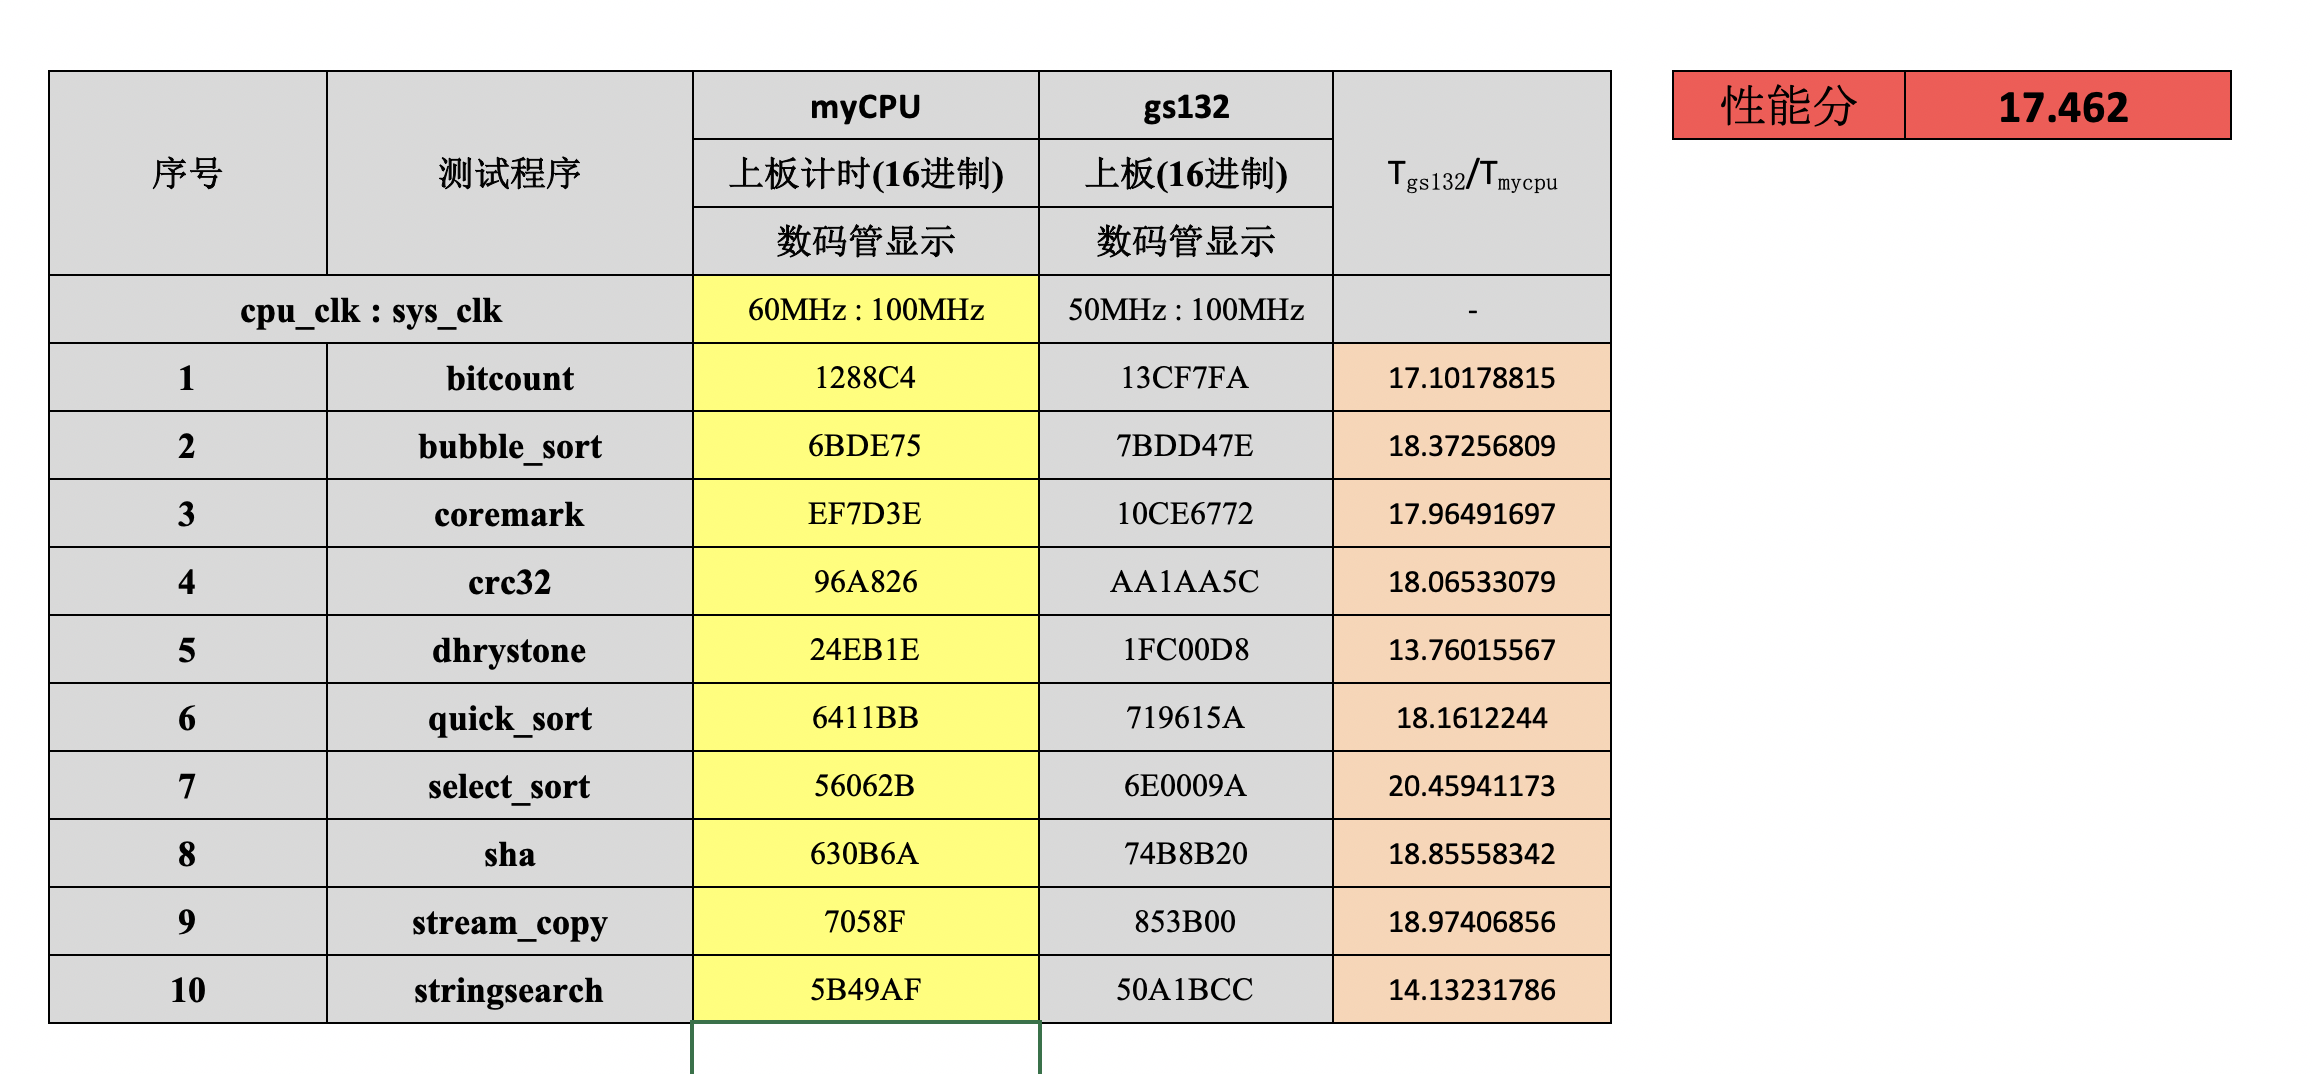 myCPU gs132 性能分 17.462
序号 测试程序 上板计时(16进制) 上板(16进制) Tgs132/Tmycpu
数码管显示 数码管显示
cpu_clk : sys_clk 60MHz : 100MHz 50MHz : 100MHz -
1 bitcount 1288C4 13CF7FA 17.10178815
2 bubble_sort 6BDE75 7BDD47E 18.37256809
3 coremark EF7D3E 10CE6772 17.96491697
4 crc32 96A826 AA1AA5C 18.06533079
5 dhrystone 24EB1E 1FC00D8 13.76015567
6 quick_sort 6411BB 719615A 18.1612244
7 select_sort 56062B 6E0009A 20.45941173
8 sha 630B6A 74B8B20 18.85558342
9 stream_copy 7058F 853B00 18.97406856
10 stringsearch 5B49AF 50A1BCC 14.13231786